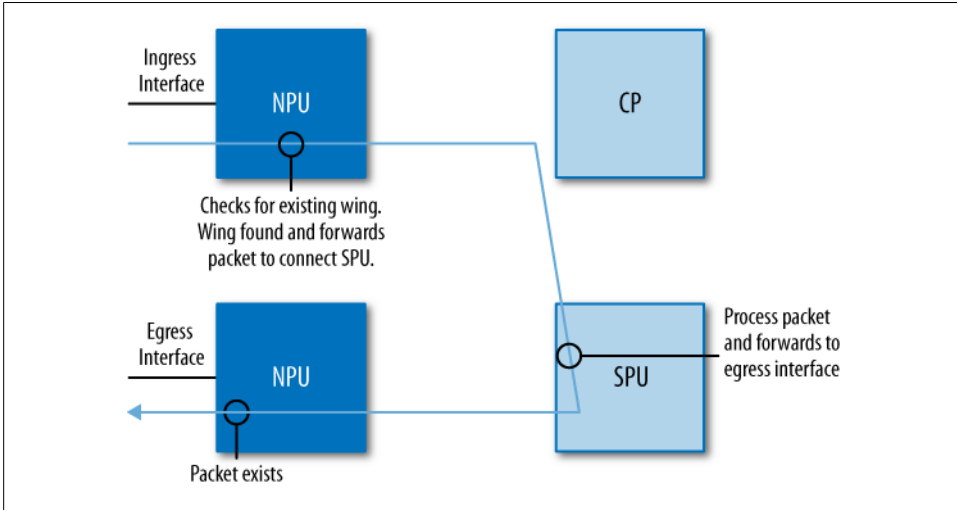 Ingress
Interface
NPU
CP
Checks for existing wing.
Wing found and forwards
packet to connect SPU.
Egress
Interface
NPU
SPU
Process packet
and forwards to
egress interface
Packet exists